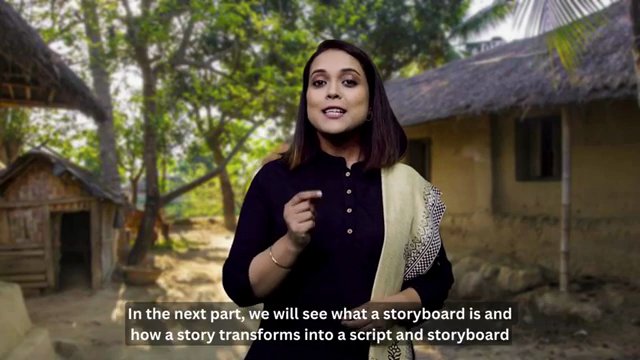 In the next part, we will see what a storyboard is and
how a story transforms into a script and storyboard